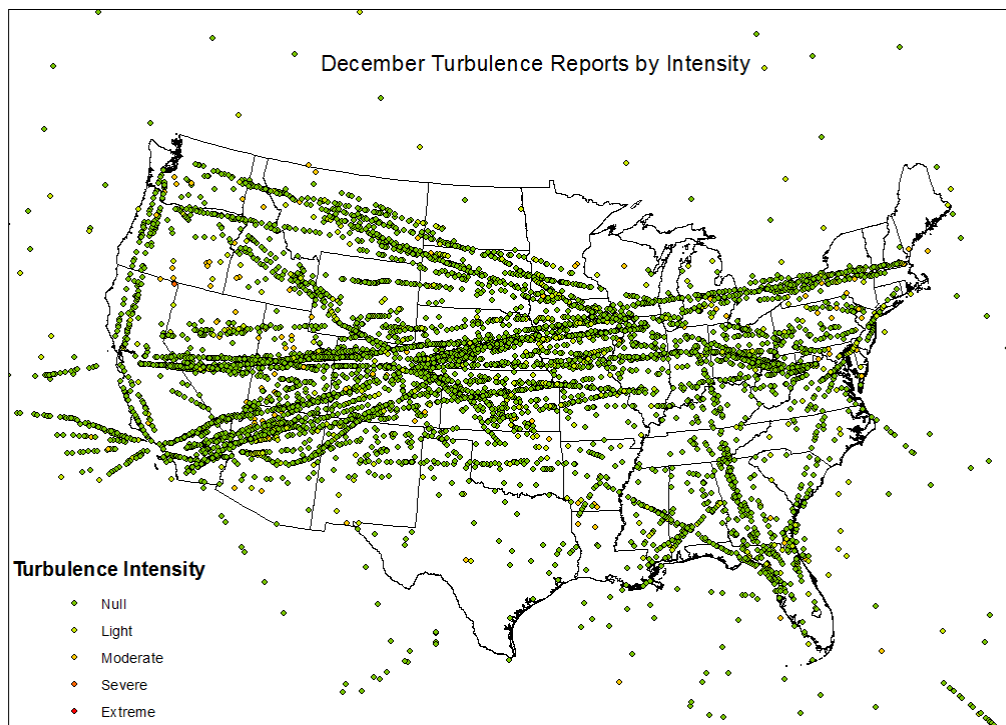 December Turbulence Reports by Intensity
Turbulence Intensity
Null
Light
Moderate
Severe
Extreme